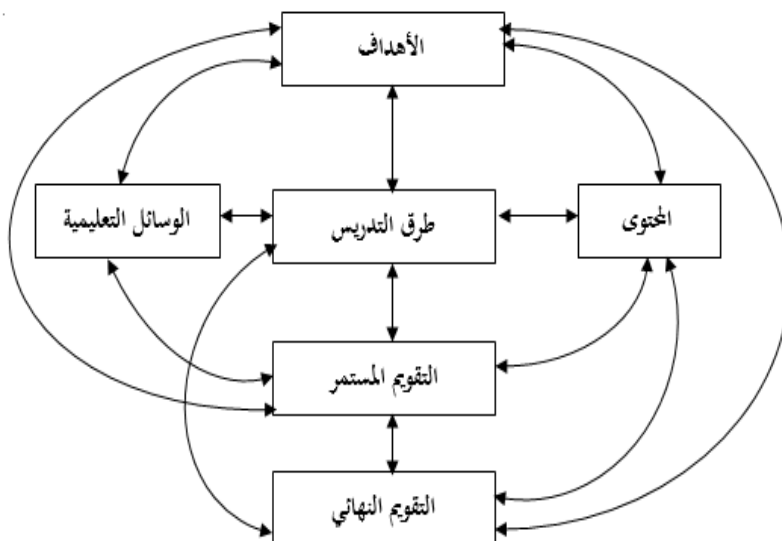 الأهداف
المحتوى
طرق التدريس
الوسائل التعليمية
التقويم المستمر
التقويم النهائي